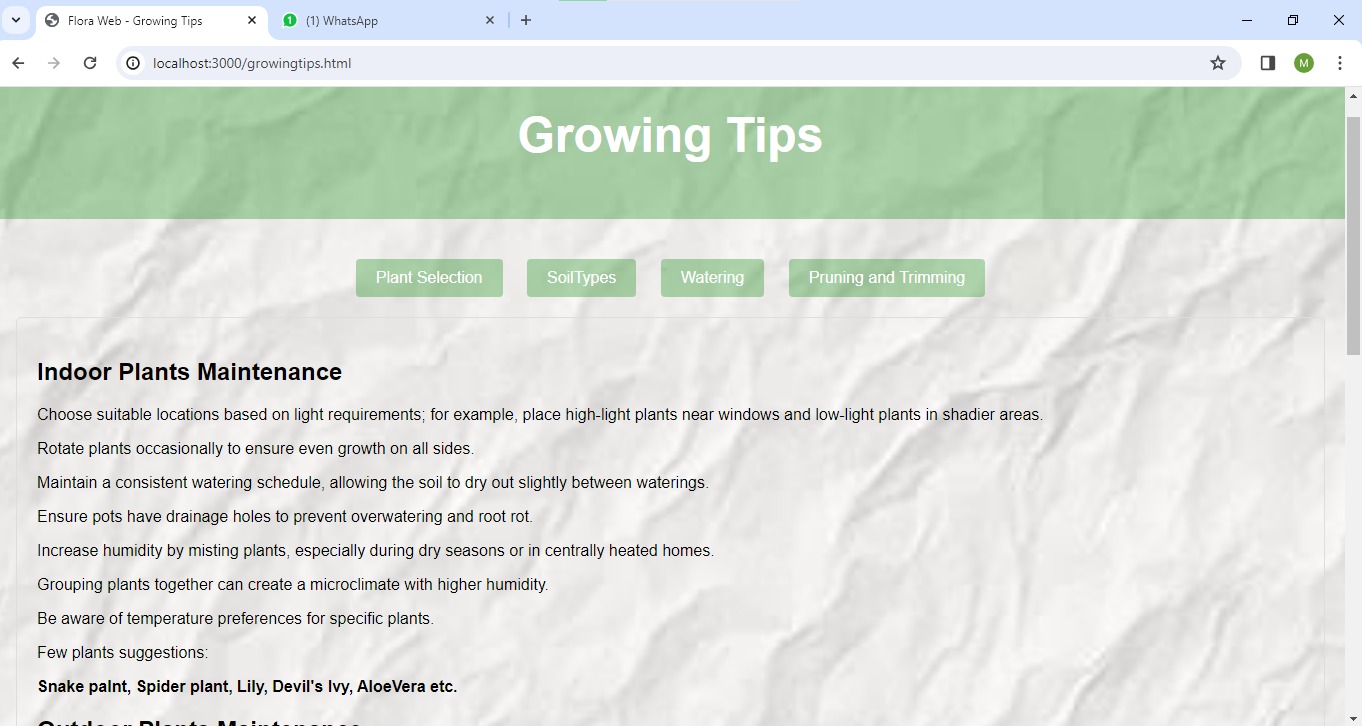 Flora Web - Growing Tips
1
(1) WhatsApp
localhost:3000/growingtips.html
M
Growing Tips
Plant Selection
SoilTypes
Watering
Pruning and Trimming
Indoor Plants Maintenance
Choose suitable locations based on light requirements; for example, place high-light plants near windows and low-light plants in shadier areas.
Rotate plants occasionally to ensure even growth on all sides.
Maintain a consistent watering schedule, allowing the soil to dry out slightly between waterings.
Ensure pots have drainage holes to prevent overwatering and root rot.
Increase humidity by misting plants, especially during dry seasons or in centrally heated homes.
Grouping plants together can create a microclimate with higher humidity.
Be aware of temperature preferences for specific plants.
Few plants suggestions:
Snake palnt, Spider plant, Lily, Devil's Ivy, AloeVera etc.
Outdoor Plants Maintenance